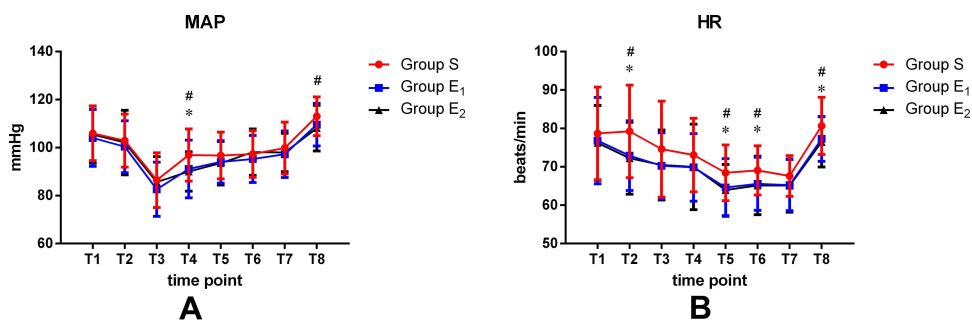 MAP
140
120
100
80
60
mmHg
#
*
#
T1 T2 T3 T4 T5 T6 T7 T8
time point
Group S
Group E1
Group E2
A
HR
100
90
80
70
60
50
beats/min
#
*
#
*
#
*
#
*
T1 T2 T3 T4 T5 T6 T7 T8
time point
Group S
Group E1
Group E2
B